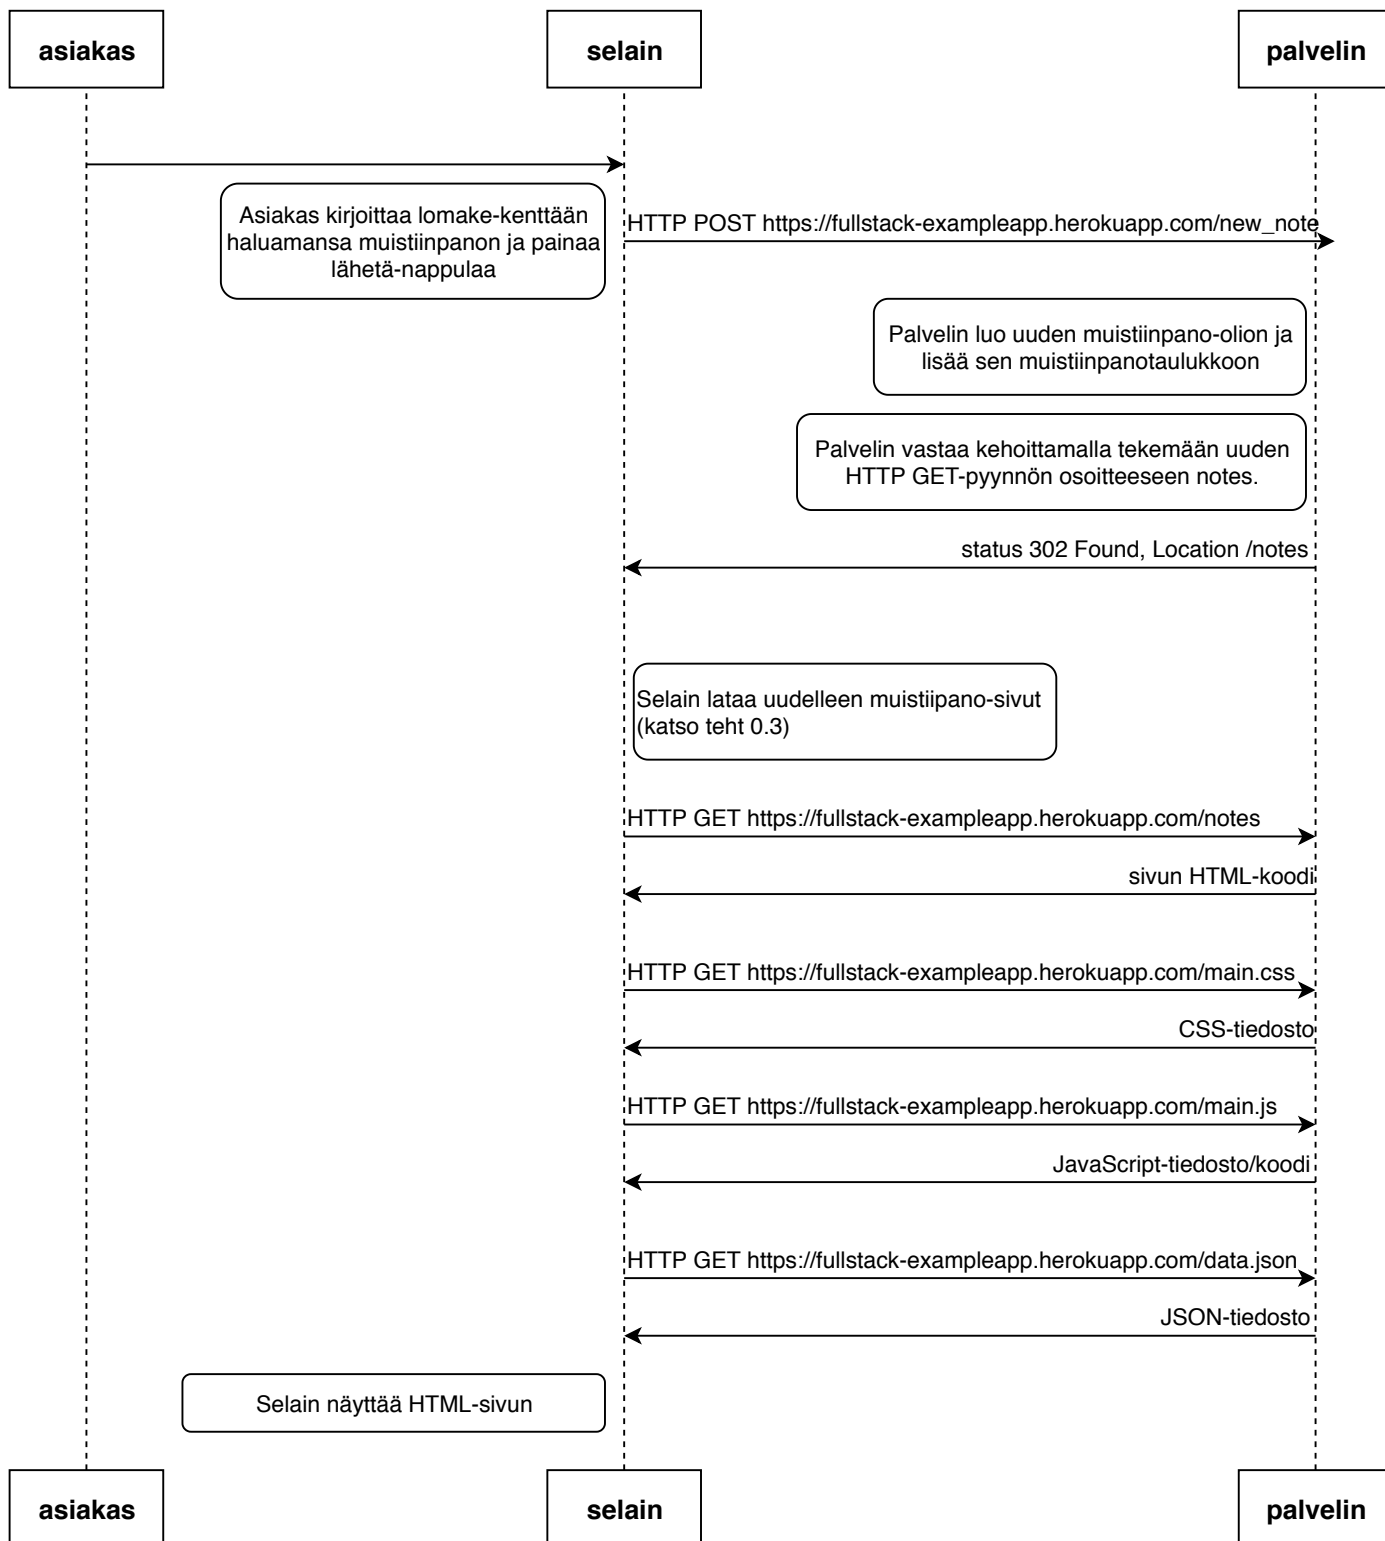 asiakas
selain
palvelin
Asiakas kirjoittaa lomake-kenttään
haluamansa muistiinpanon ja painaa
lähetä-nappulaa
HTTP POST https://fullstack-exampleapp.herokuapp.com/new_note
Palvelin luo uuden muistiinpano-olion ja
lisää sen muistiinpanotaulukkoon
Palvelin vastaa kehoittamalla tekemään uuden
HTTP GET-pyynnön osoitteeseen notes.
status 302 Found, Location /notes
Selain lataa uudelleen muistiipano-sivut
(katso teht 0.3)
HTTP GET https://fullstack-exampleapp.herokuapp.com/notes
sivun HTML-koodi
HTTP GET https://fullstack-exampleapp.herokuapp.com/main.css
CSS-tiedosto
HTTP GET https://fullstack-exampleapp.herokuapp.com/main.js
JavaScript-tiedosto/koodi
HTTP GET https://fullstack-exampleapp.herokuapp.com/data.json
JSON-tiedosto
Selain näyttää HTML-sivun
asiakas
selain
palvelin